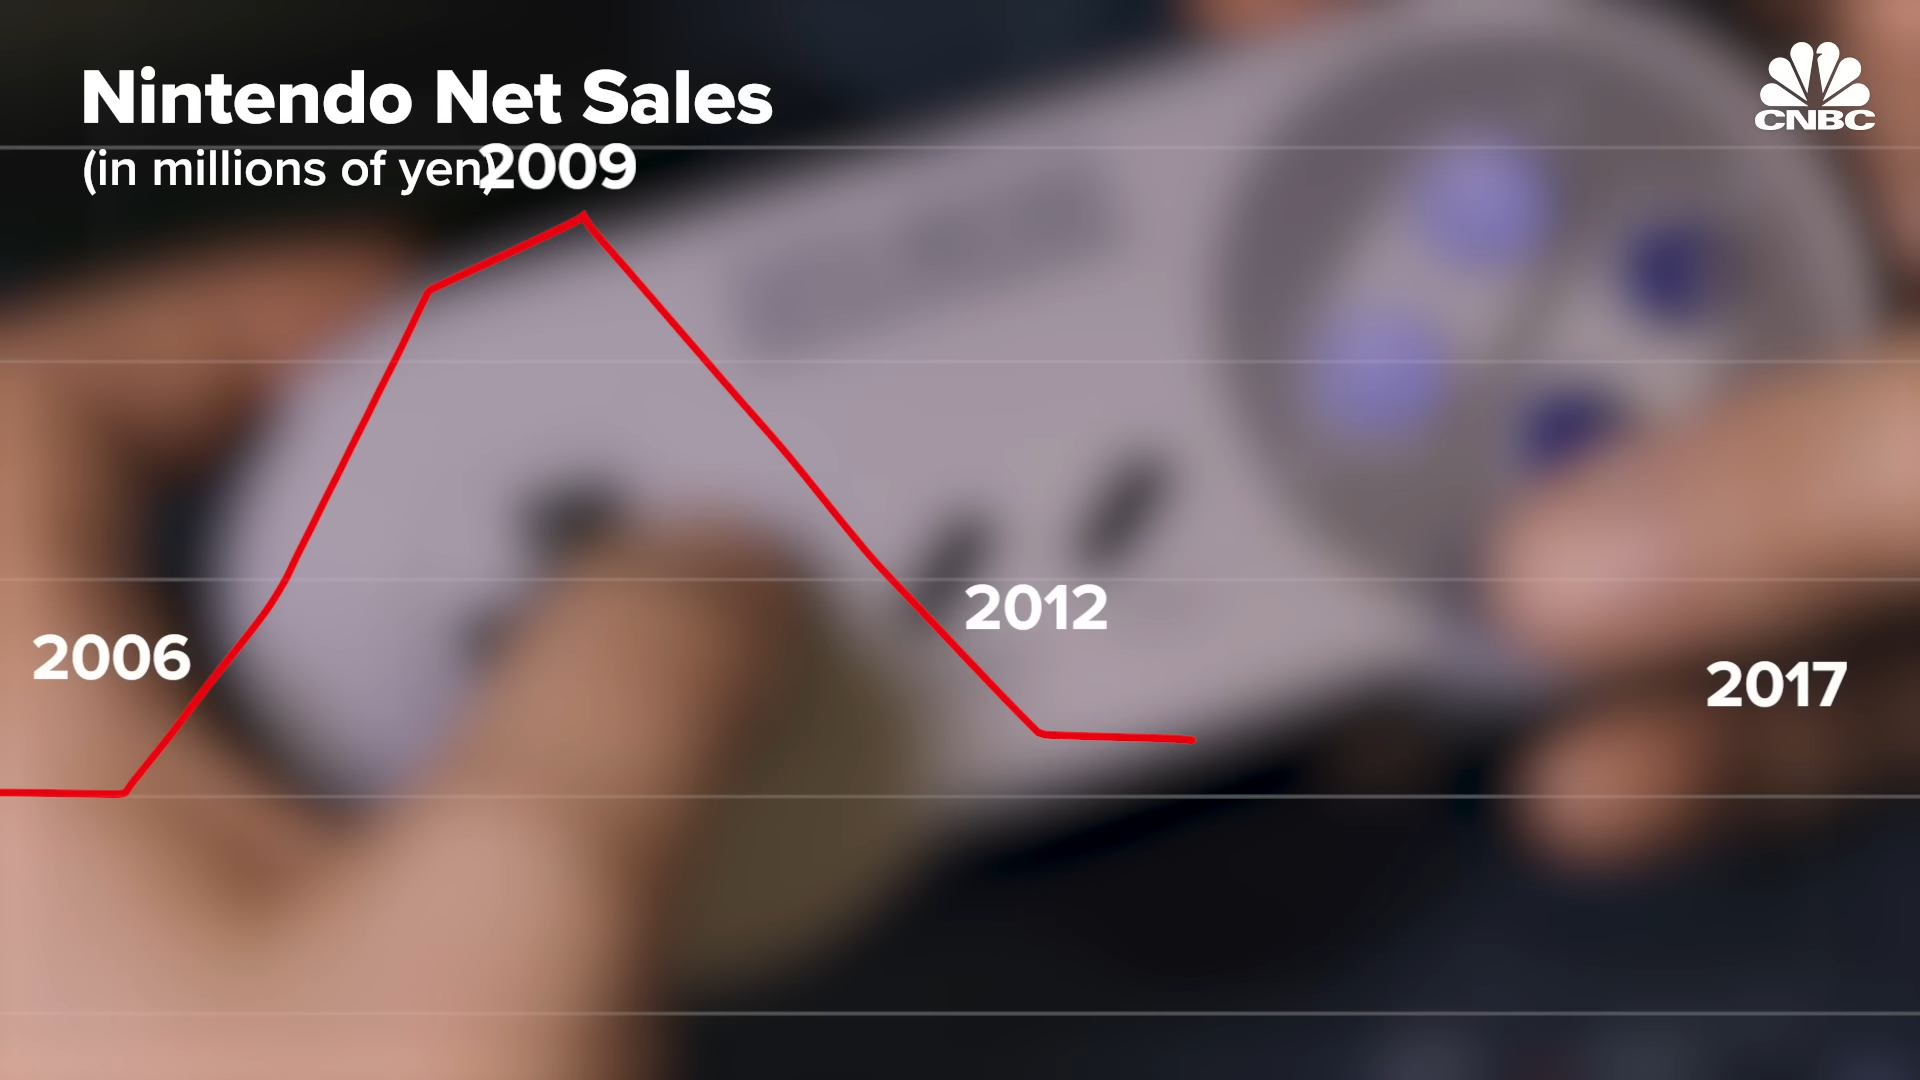 Nintendo Net Sales
(in millions of yen)
2009
CNBC
2012
2006
2017